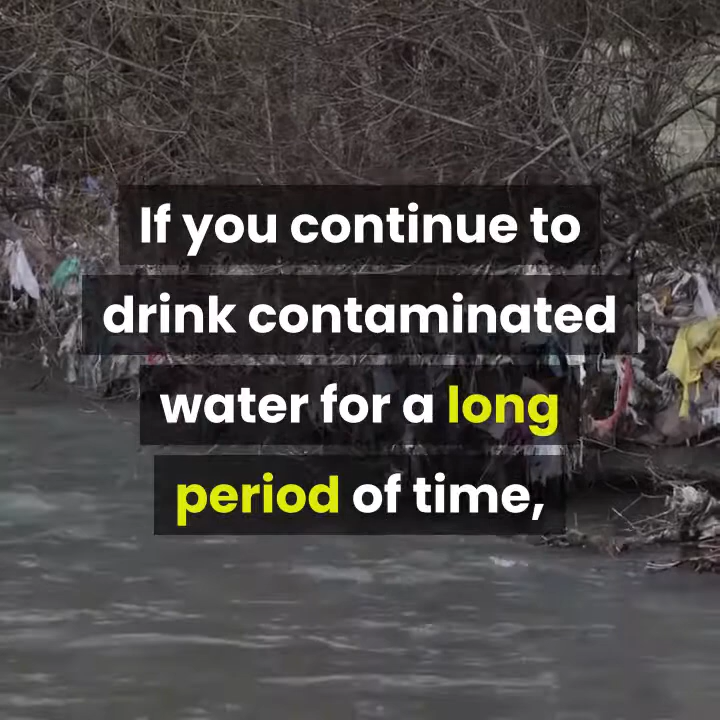 If you continue to
drink contaminated
water for a long
period of time,